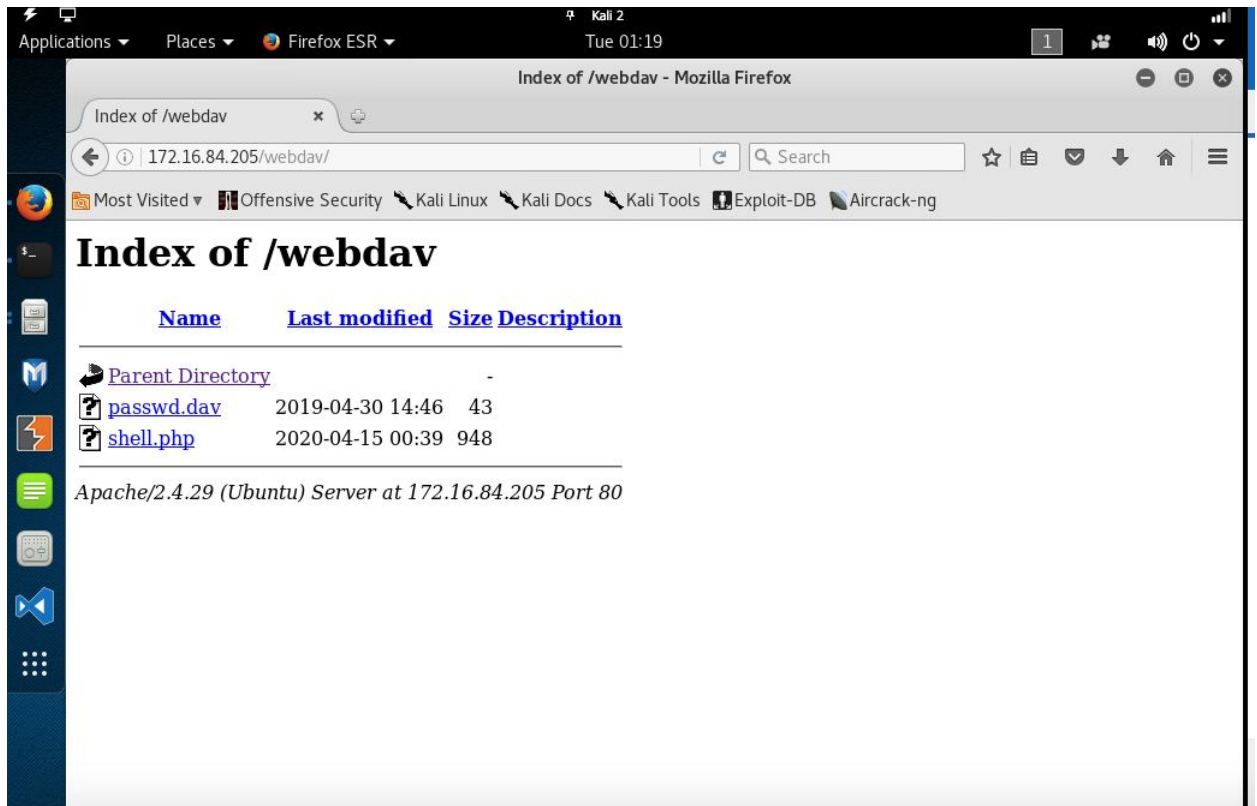 Kali 2
Applications Places Firefox ESR Tue 01:19 1
Index of /webdav - Mozilla Firefox
Index of /webdav
172.16.84.205/webdav/ Search
Most Visited Offensive Security Kali Linux Kali Docs Kali Tools Exploit-DB Aircrack-ng
Index of /webdav
Name Last modified Size Description
Parent Directory -
passwd.dav 2019-04-30 14:46 43
shell.php 2020-04-15 00:39 948
Apache/2.4.29 (Ubuntu) Server at 172.16.84.205 Port 80